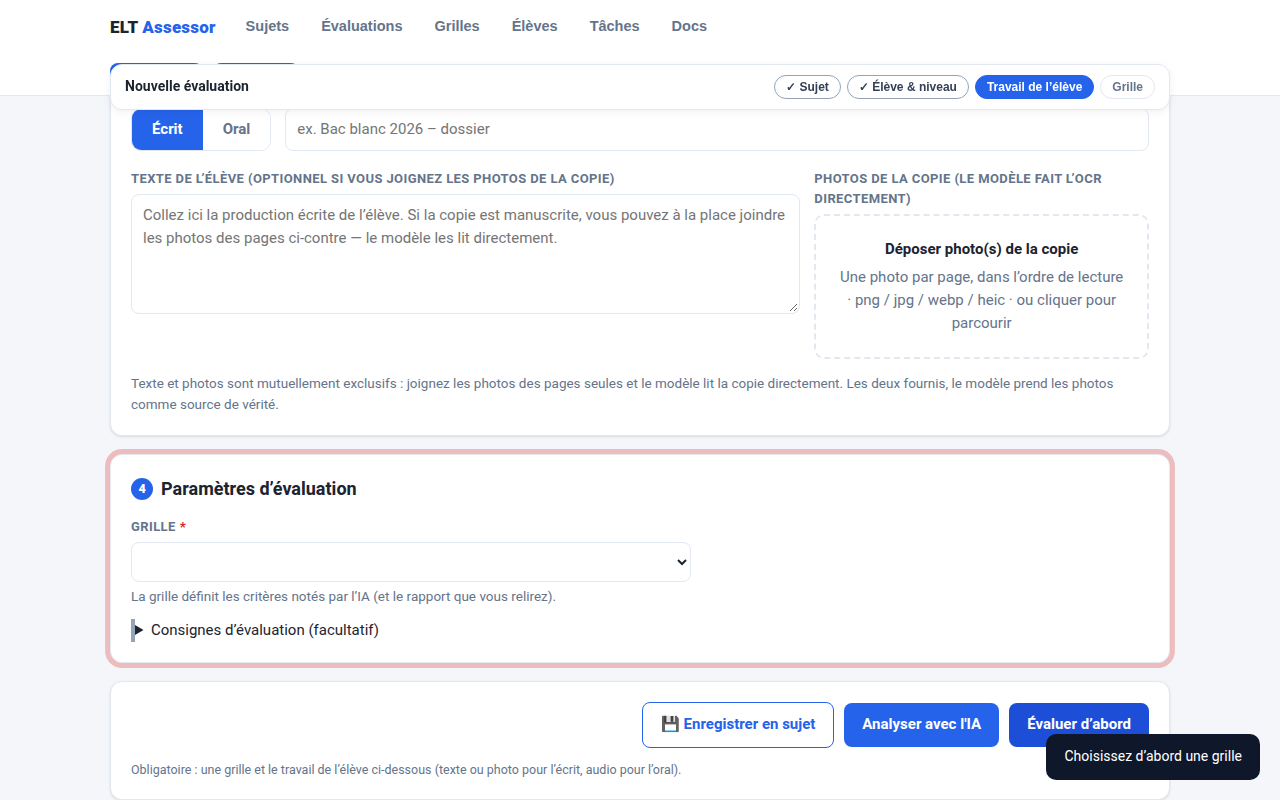 ELT Assessor Sujets Évaluations Grilles Élèves Tâches Docs
Nouvelle évaluation ✓ Sujet ✓ Élève & niveau Travail de l’élève Grille
Écrit Oral ex. Bac blanc 2026 – dossier
TEXTE DE L’ÉLÈVE (OPTIONNEL SI VOUS JOIGNEZ LES PHOTOS DE LA COPIE)
Collez ici la production écrite de l’élève. Si la copie est manuscrite, vous pouvez à la place joindre
les photos des pages ci-contre — le modèle les lit directement.
PHOTOS DE LA COPIE (LE MODÈLE FAIT L’OCR
DIRECTEMENT)
Déposer photo(s) de la copie
Une photo par page, dans l’ordre de lecture
· png / jpg / webp / heic · ou cliquer pour
parcourir
Texte et photos sont mutuellement exclusifs : joignez les photos des pages seules et le modèle lit la copie directement. Les deux fournis, le modèle prend les photos
comme source de vérité.
4 Paramètres d’évaluation
GRILLE *
La grille définit les critères notés par l’IA (et le rapport que vous relirez).
Consignes d’évaluation (facultatif)
💾 Enregistrer en sujet Analyser avec l'IA Évaluer d’abord
Choisissez d’abord une grille
Obligatoire : une grille et le travail de l’élève ci-dessous (texte ou photo pour l’écrit, audio pour l’oral).